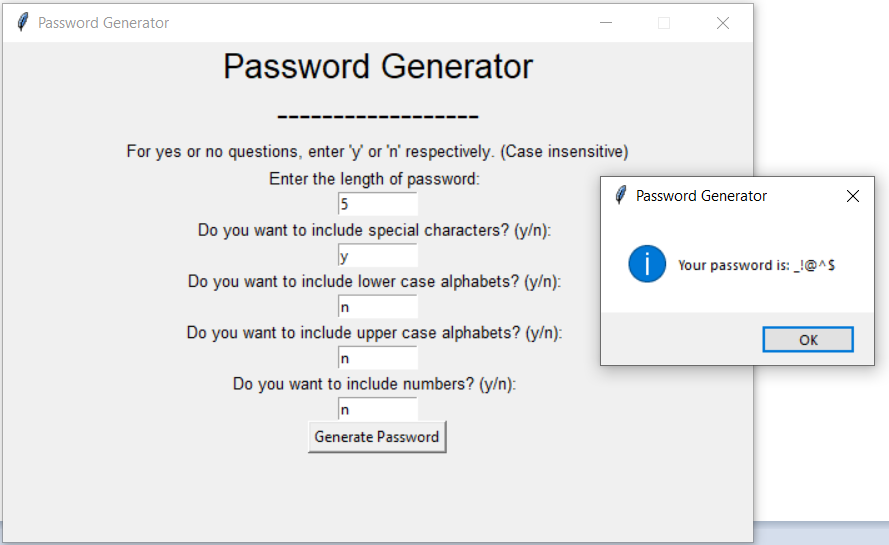 Password Generator
Password Generator
------------------
For yes or no questions, enter 'y' or 'n' respectively. (Case insensitive)
Enter the length of password:
5
Do you want to include special characters? (y/n):
y
Do you want to include lower case alphabets? (y/n):
n
Do you want to include upper case alphabets? (y/n):
n
Do you want to include numbers? (y/n):
n
Generate Password
Password Generator
Your password is: _!@^$
OK